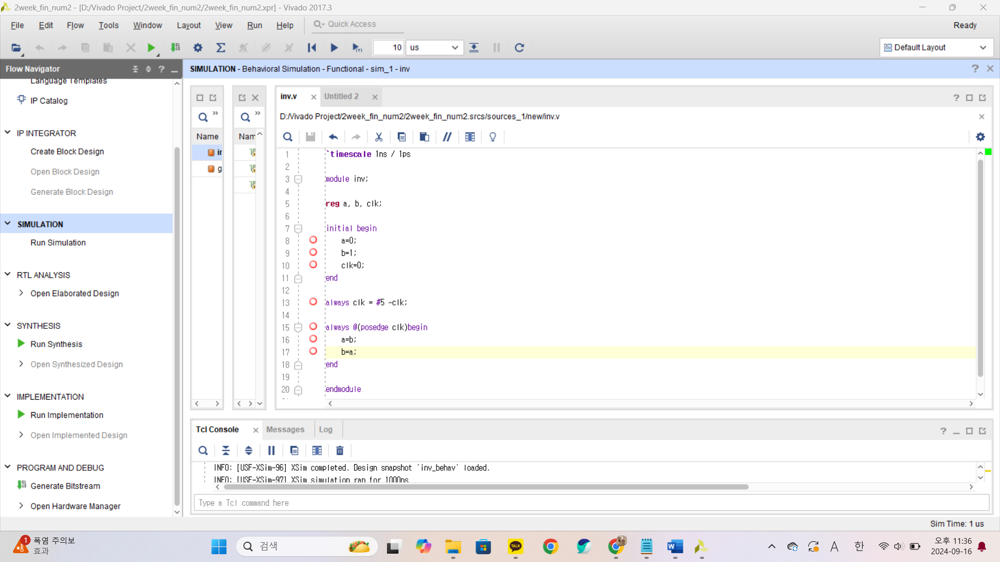 2week_fin_num2 - [D:/Vivado Project/2week_fin_num2/2week_fin_num2.xpr] - Vivado 2017.3
File Edit Flow Tools Window Layout View Run Help Quick Access Ready
10 us Default Layout
Flow Navigator
SIMULATION - Behavioral Simulation - Functional - sim_1 - inv
Language Templates
IP Catalog
IP INTEGRATOR
Create Block Design
Open Block Design
Generate Block Design
SIMULATION
Run Simulation
RTL ANALYSIS
Open Elaborated Design
SYNTHESIS
Run Synthesis
Open Synthesized Design
IMPLEMENTATION
Run Implementation
Open Implemented Design
PROGRAM AND DEBUG
Generate Bitstream
Open Hardware Manager
Name
Nam
inv.v Untitled 2
D:/Vivado Project/2week_fin_num2/2week_fin_num2.srcs/sources_1/new/inv.v
1 `timescale 1ns / 1ps
2
3 module inv;
4
5 reg a, b, clk;
6
7 initial begin
8 a=0;
9 b=1;
10 clk=0;
11 end
12
13 always clk = #5 ~clk;
14
15 always @(posedge clk)begin
16 a=b;
17 b=a;
18 end
19
20 endmodule
Tcl Console Messages Log
INFO: [USF-XSim-96] XSim completed. Design snapshot 'inv_behav' loaded.
INFO: [USF-XSim-97] XSim simulation ran for 1000ns
Type a Tcl command here
Sim Time: 1 us
1 폭염 주의보
효과
검색
TALK
A 한
오후 11:36
2024-09-16